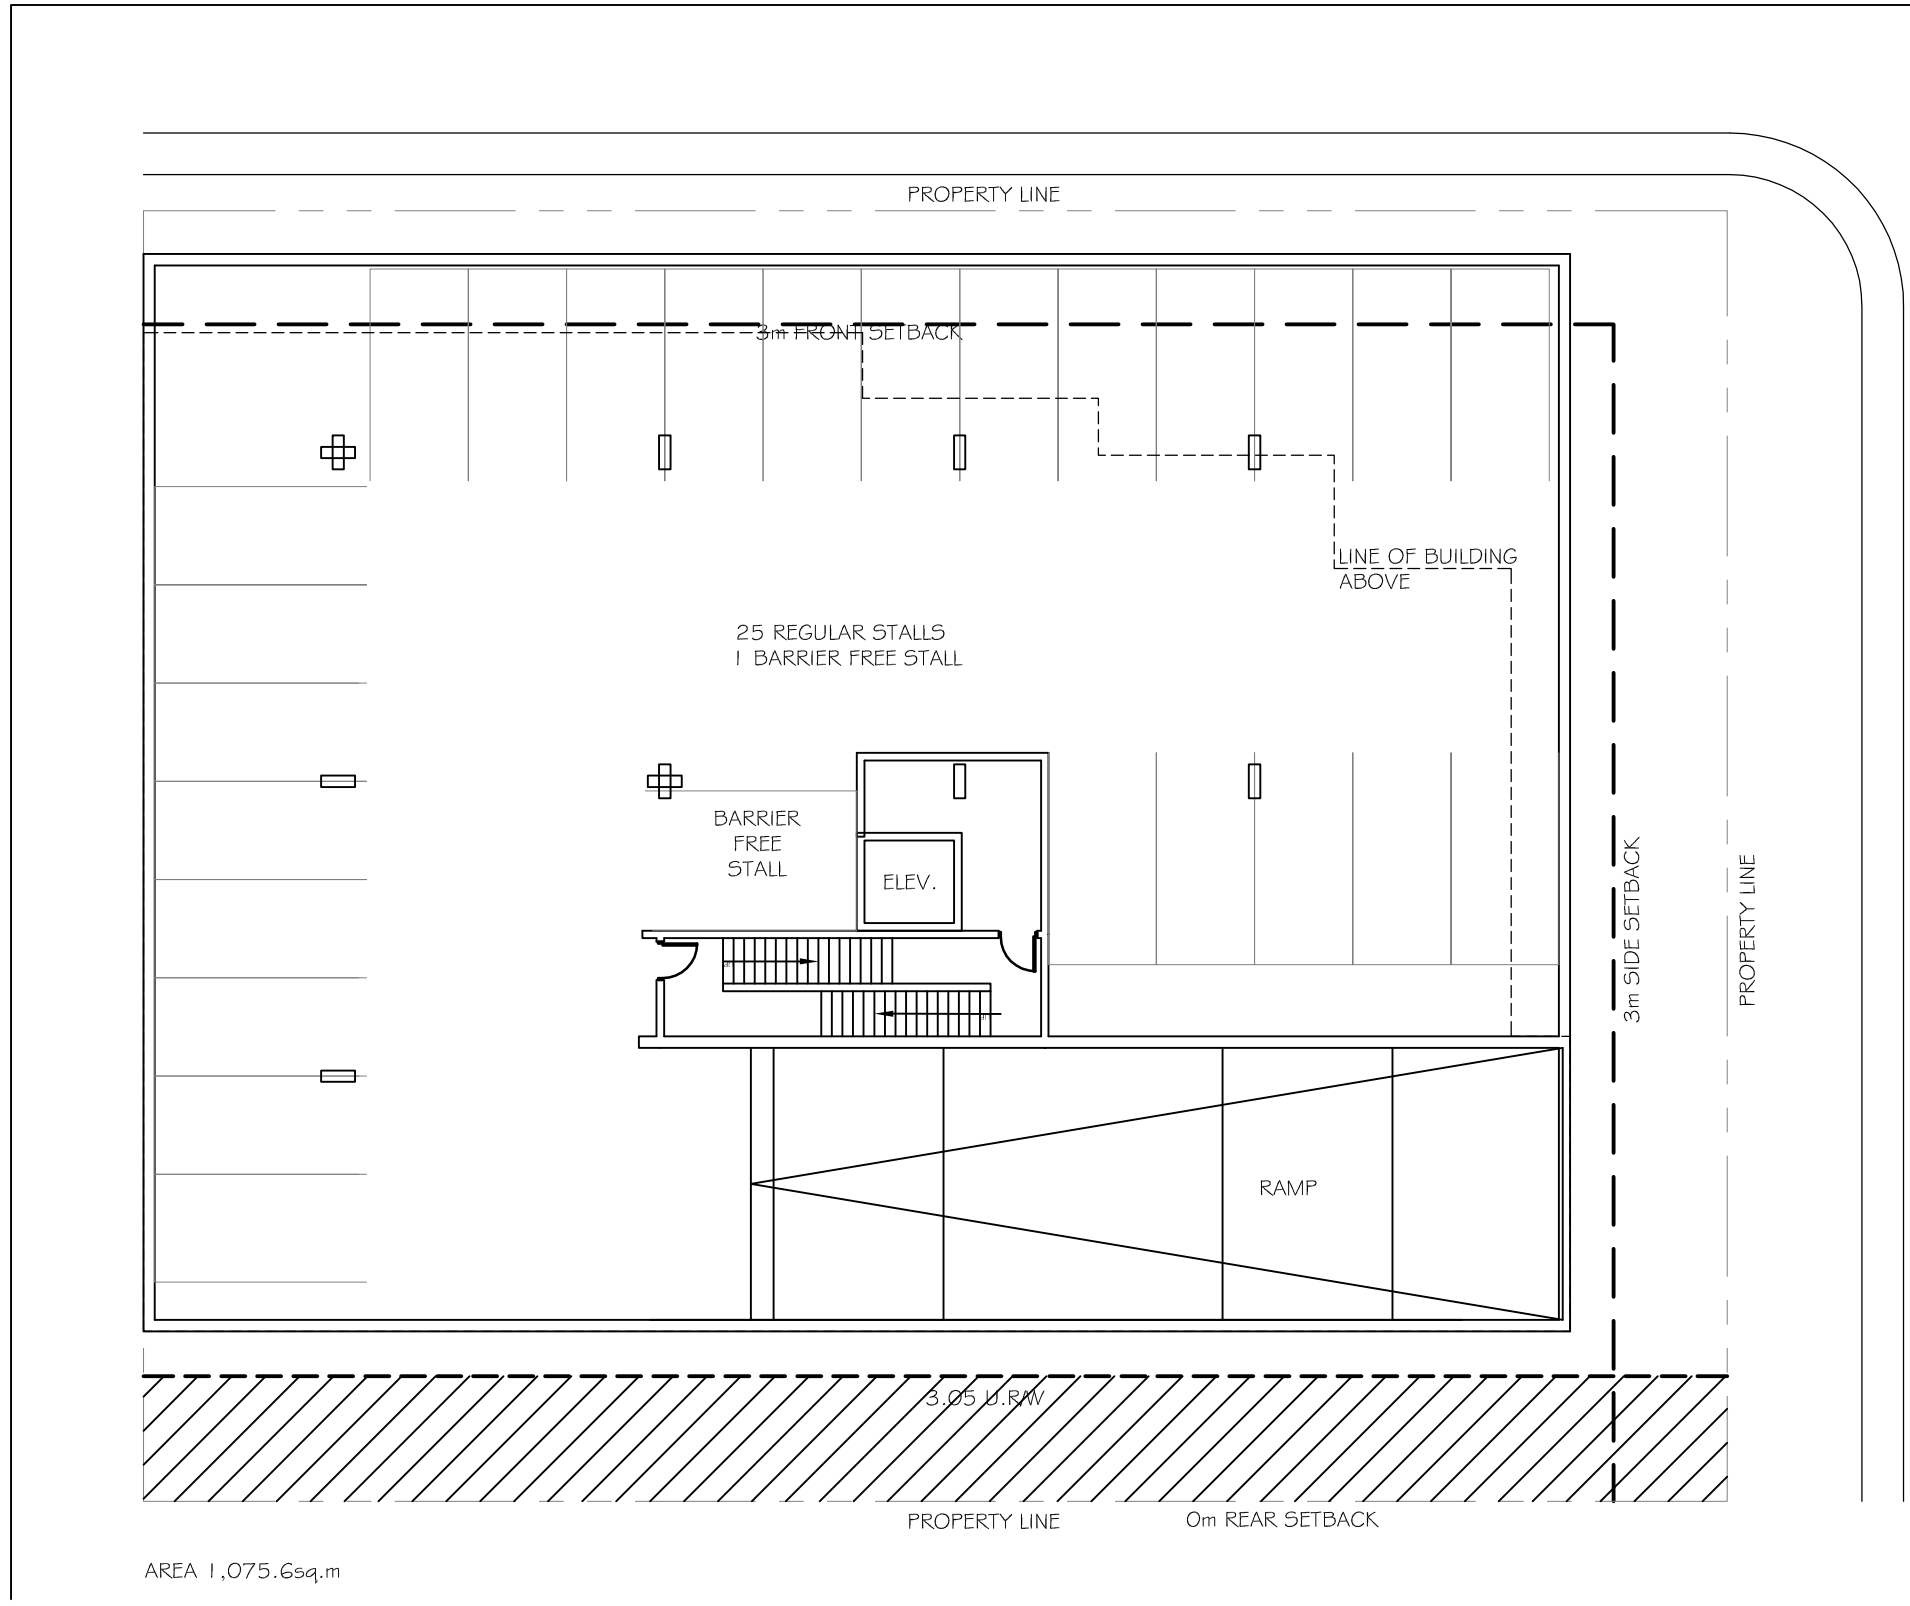 PROPERTY LINE
3m FRONT SETBACK
LINE OF BUILDING
ABOVE
25 REGULAR STALLS
1 BARRIER FREE STALL
BARRIER
FREE
STALL
ELEV.
3m SIDE SETBACK
PROPERTY LINE
RAMP
3.05 U.R/W
PROPERTY LINE
0m REAR SETBACK
AREA 1,075.6sq.m